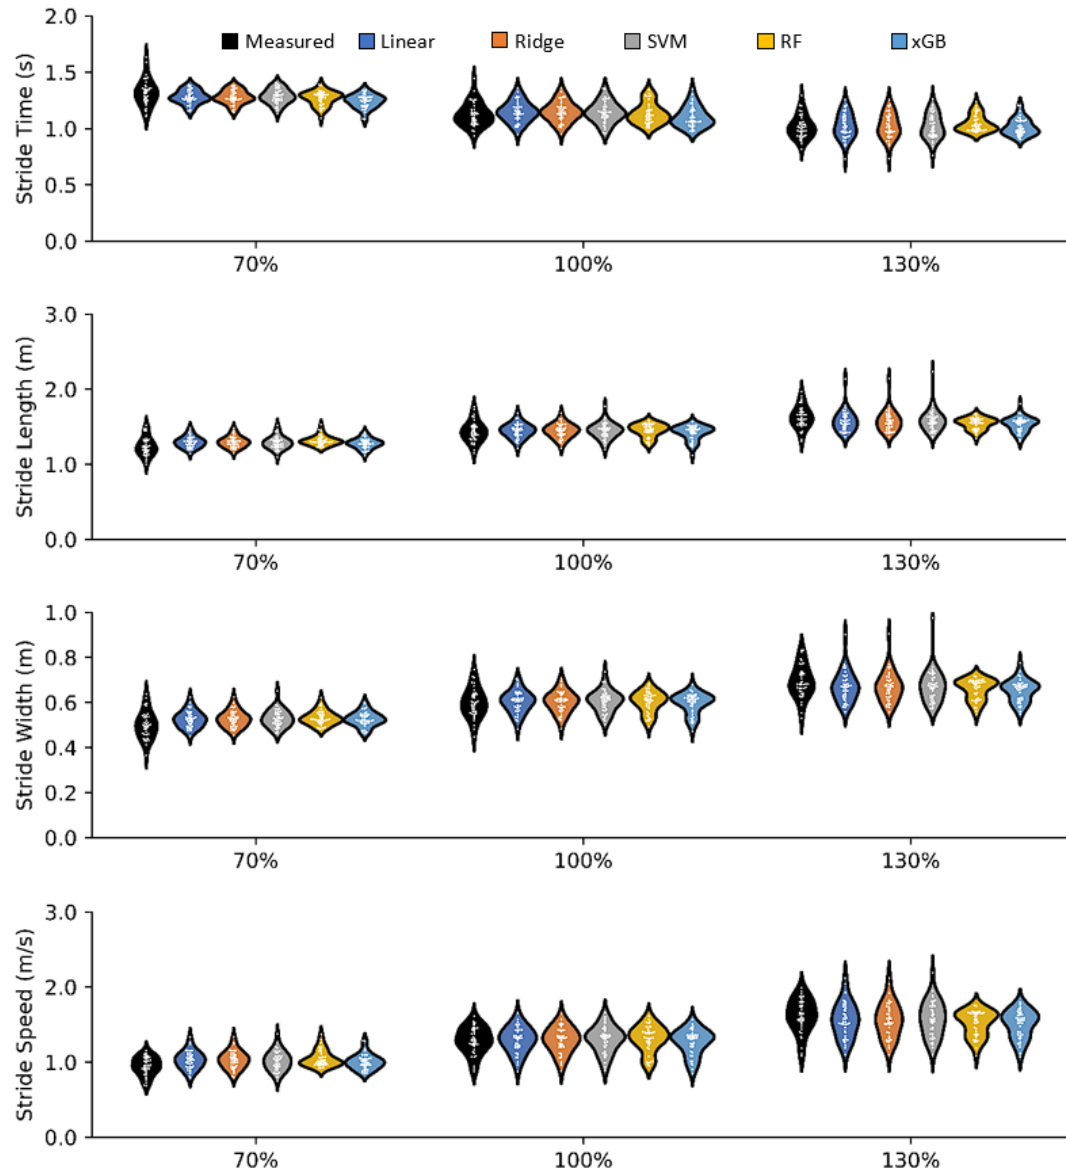 2.0
Measured Linear Ridge SVM RF xGB
1.5
1.0
0.5
0.0
Stride Time (s)
70% 100% 130%
3.0
2.0
1.0
0.0
Stride Length (m)
70% 100% 130%
1.0
0.8
0.6
0.4
0.2
0.0
Stride Width (m)
70% 100% 130%
3.0
2.0
1.0
0.0
Stride Speed (m/s)
70% 100% 130%